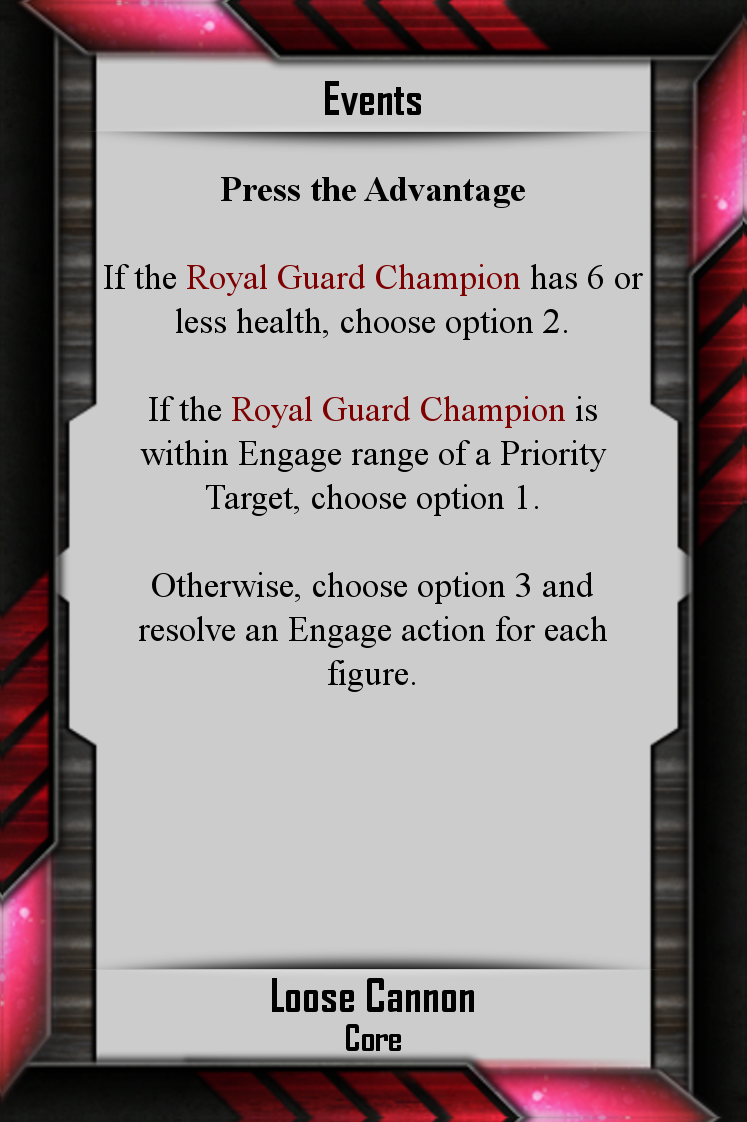 Events
Press the Advantage
If the Royal Guard Champion has 6 or
less health, choose option 2.
If the Royal Guard Champion is
within Engage range of a Priority
Target, choose option 1.
Otherwise, choose option 3 and
resolve an Engage action for each
figure.
Loose Cannon
Core